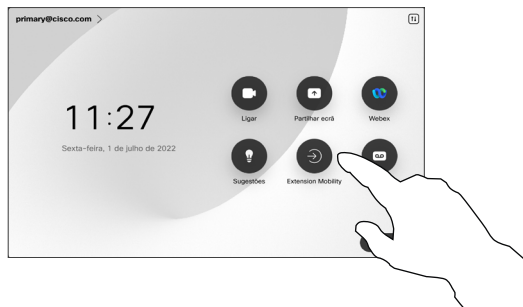 primary@cisco.com
11:27
Sexta-feira, 1 de julho de 2022
Ligar
Partilhar ecrã
Webex
Sugestões
Extension Mobility